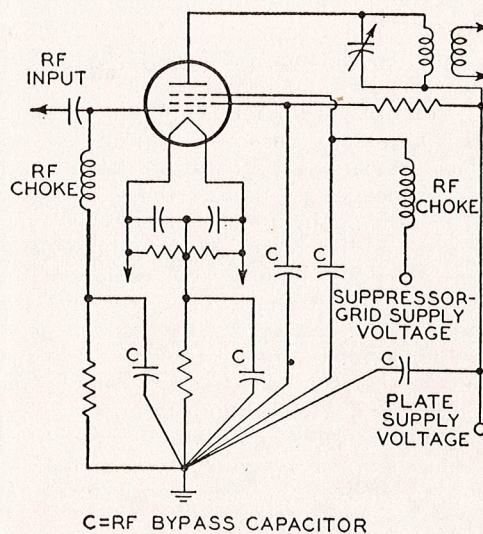 RF
INPUT
RF
CHOKE
RF
CHOKE
C
C
SUPPRESSOR-
GRID SUPPLY
VOLTAGE
C
C
C
PLATE
SUPPLY
VOLTAGE
C=RF BYPASS CAPACITOR